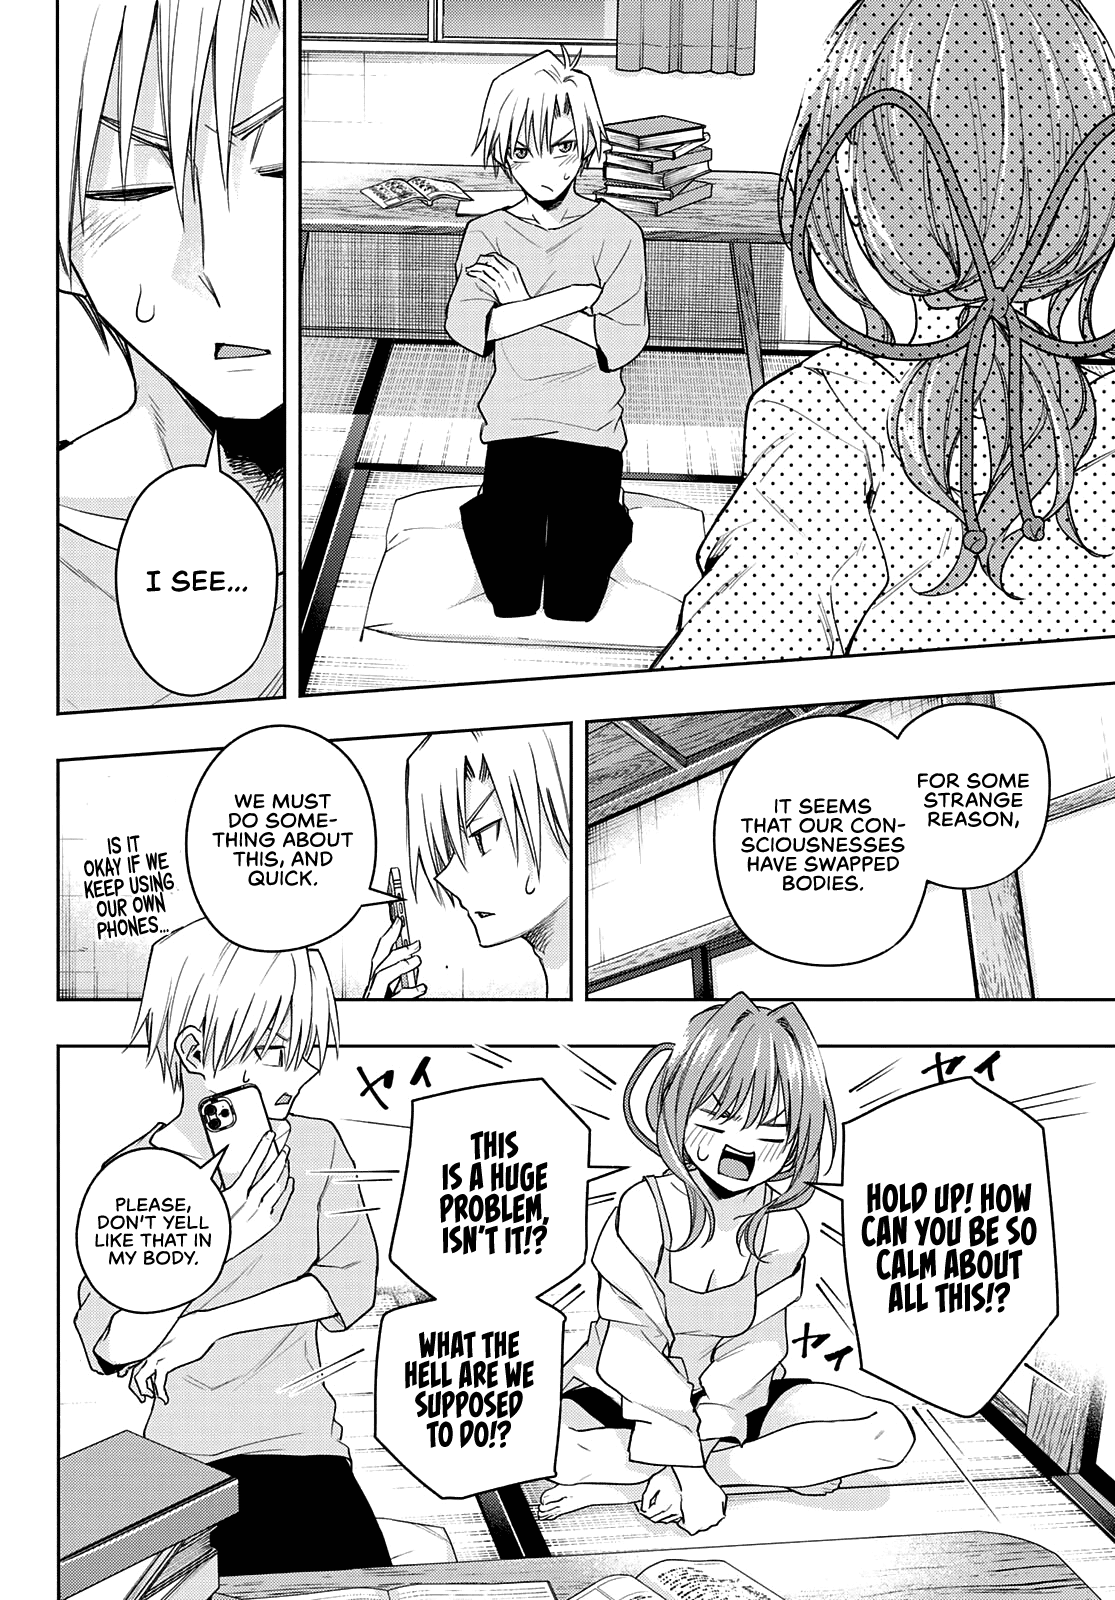 I SEE...
FOR SOME
STRANGE
REASON,
IT SEEMS
THAT OUR CON-
SCIOUSNESSES
HAVE SWAPPED
BODIES.
WE MUST
DO SOME-
THING ABOUT
THIS, AND
QUICK.
IS IT
OKAY IF WE
KEEP USING
OUR OWN
PHONES...
HOLD UP! HOW
CAN YOU BE SO
CALM ABOUT
ALL THIS!?
ヤイ
ヤイ
THIS
IS A HUGE
PROBLEM,
ISN'T IT!?
WHAT THE
HELL ARE WE
SUPPOSED
TO DO!?
ヤイ
PLEASE,
DON'T YELL
LIKE THAT IN
MY BODY.